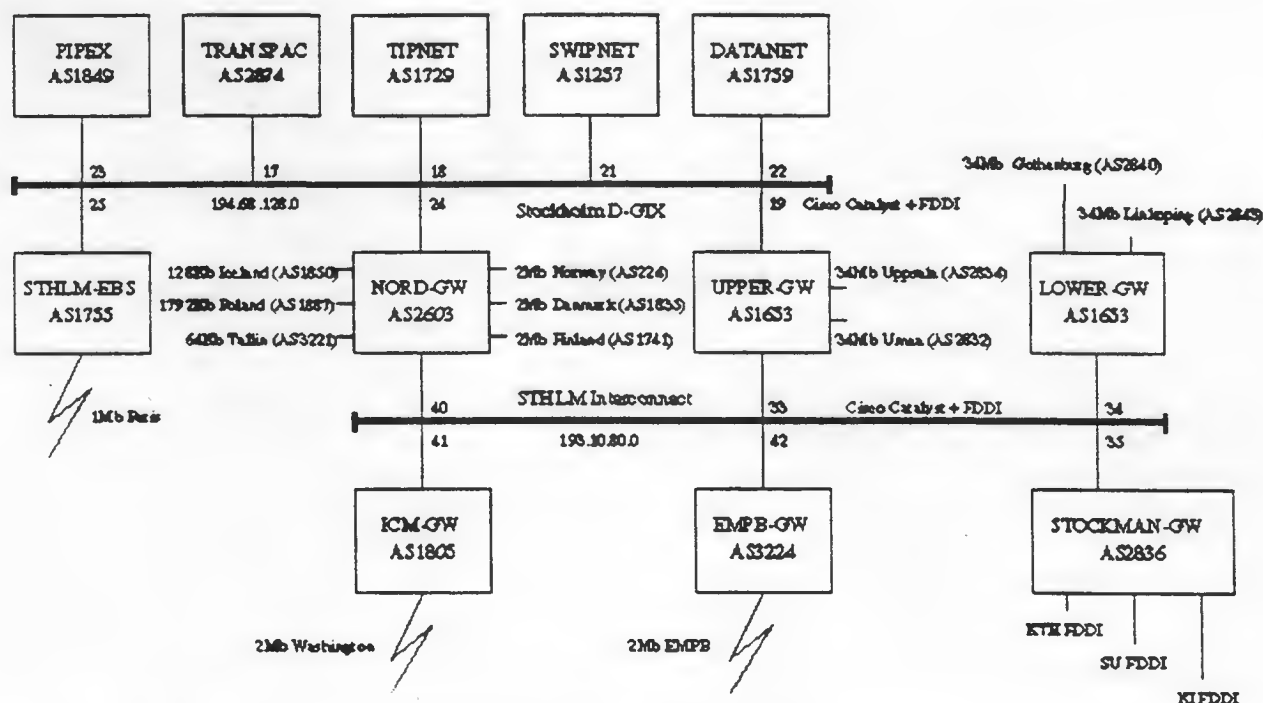 PIPEX
AS1849
TRANSPAC
AS2874
TIPNET
AS1729
SWIPNET
AS1257
DATANET
AS1759
23
17
18
21
22
25
194.68.128.0
24
Stockholm D-GIX
19
Cisco Catalyst + FDDI
34Mb Gothenburg (AS2840)
34Mb Linkoping (AS2843)
STHLM-EBS
AS1755
128Kb Iceland (AS1850)
Poland (AS1887)
64Kb Tallin (AS3221)
NORD-GW
AS2603
2Mb Norway (AS224)
2Mb Danmark (AS1835)
2Mb Finland (AS1741)
UPPER-GW
AS1653
34Mb Uppsala (AS2834)
34Mb Umea (AS2832)
LOWER-GW
AS1653
1Mb Paris
40
STHLM Interconnect
33
Cisco Catalyst + FDDI
34
41
193.10.80.0
42
35
ICM-GW
AS1805
EMPB-GW
AS3224
STOCKMAN-GW
AS2836
2Mb Washington
2Mb EMPB
KTH FDDI
SU FDDI
KI FDDI